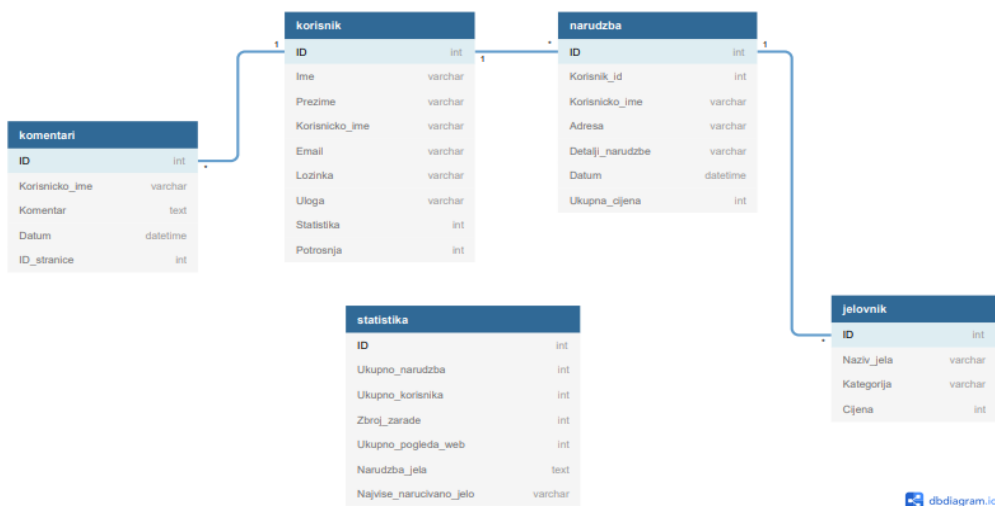 korisnik
ID int
Ime varchar
Prezime varchar
Korisnicko_ime varchar
Email varchar
Lozinka varchar
Uloga varchar
Statistika int
Potrosnja int
narudzba
ID int
Korisnik_id int
Korisnicko_ime varchar
Adresa varchar
Detalji_narudzbe varchar
Datum datetime
Ukupna_cijena int
komentari
ID int
Korisnicko_ime varchar
Komentar text
Datum datetime
ID_stranice int
statistika
ID int
Ukupno_narudzba int
Ukupno_korisnika int
Zbroj_zarade int
Ukupno_pogleda_web int
Narudzba_jela text
Najvise_narucivano_jelo varchar
jelovnik
ID int
Naziv_jela varchar
Kategorija varchar
Cijena int
1
*
1
*
1
*
dbdiagram.io